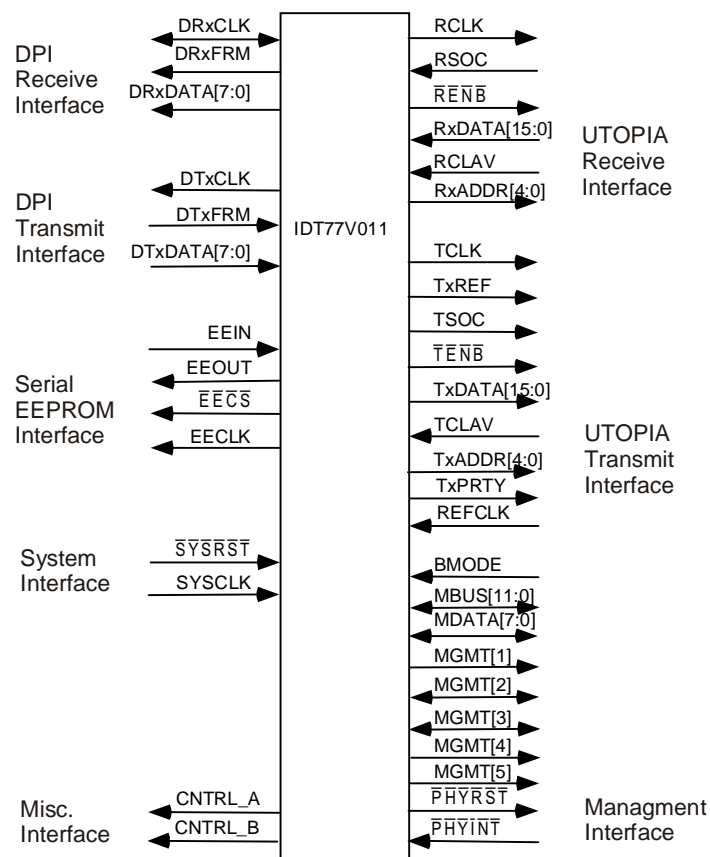 DRxCLK
DRxFRM
DRxDATA[7:0]
DPI
Receive
Interface
DTxCLK
DTxFRM
DTxDATA[7:0]
DPI
Transmit
Interface
EEIN
EEOUT
EECS
EECLK
Serial
EEPROM
Interface
SYSRST
SYSCLK
System
Interface
CNTRL_A
CNTRL_B
Misc.
Interface
IDT77V011
RCLK
RSOC
RENB
RxDATA[15:0]
RCLAV
RxADDR[4:0]
UTOPIA
Receive
Interface
TCLK
TxREF
TSOC
TENB
TxDATA[15:0]
TCLAV
TxADDR[4:0]
TxPRTY
REFCLK
UTOPIA
Transmit
Interface
BMODE
MBUS[11:0]
MDATA[7:0]
MGMT[1]
MGMT[2]
MGMT[3]
MGMT[4]
MGMT[5]
PHYRST
PHYINT
Managment
Interface